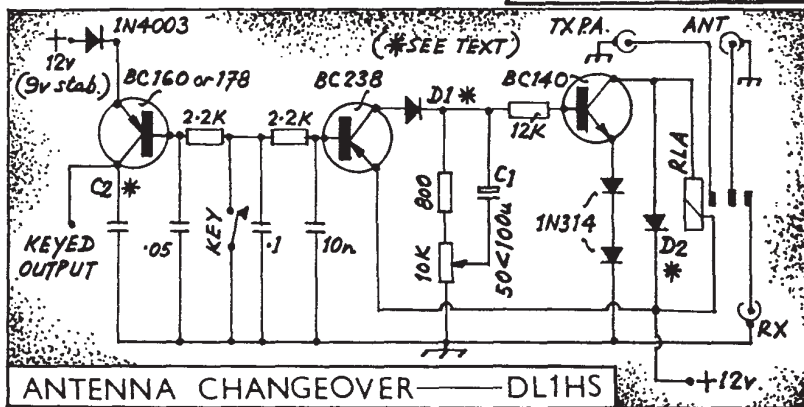 1N4003
(*SEE TEXT)
TX.P.A.
ANT
+
12v
(9v stab.)
BC160 or 178
BC238
D1 *
BC140
2.2K
2.2K
12K
RLA
C2 *
800
C1
50<100u
1N314
KEYED
OUTPUT
.05
KEY
.1
10n
10K
D2
*
RX
+12v.
ANTENNA CHANGEOVER — DL1HS